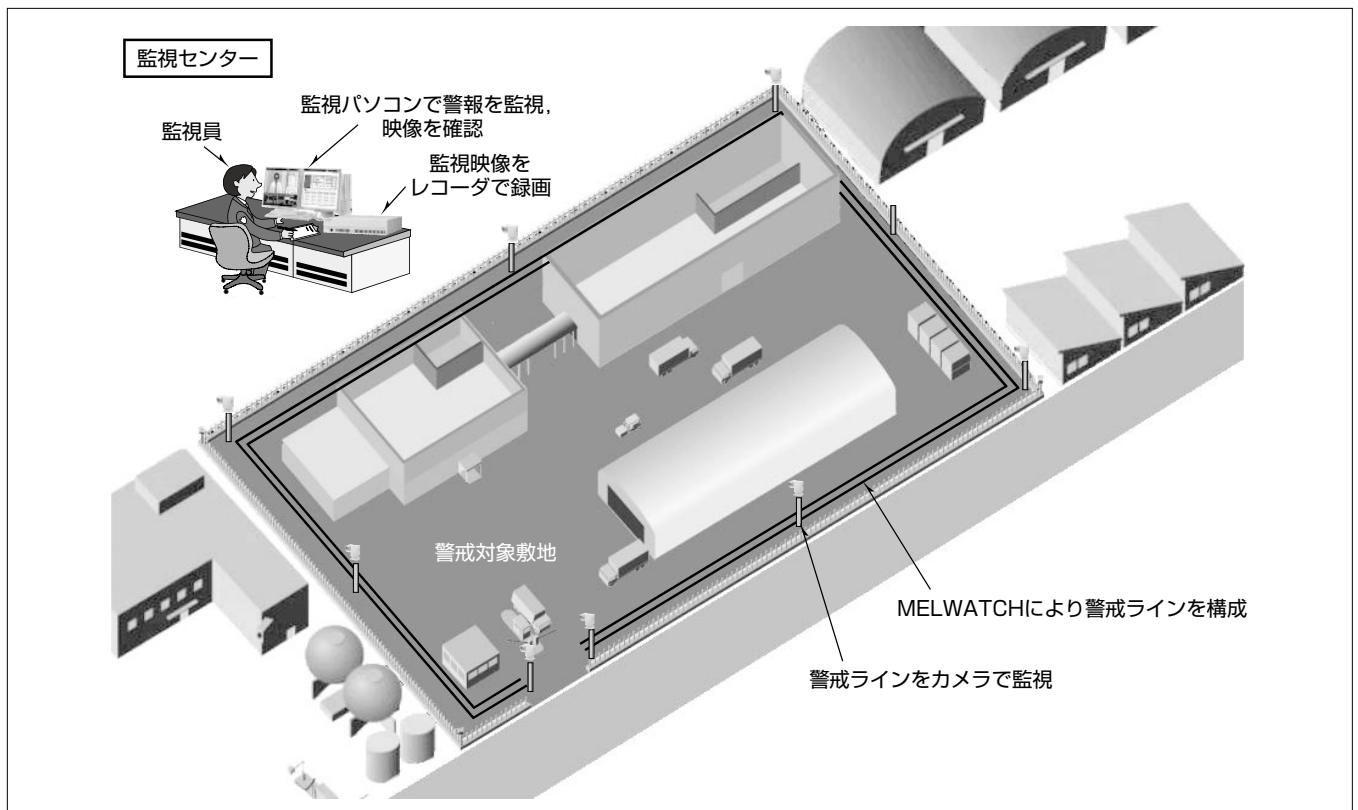 監視センター
監視パソコンで警報を監視,
映像を確認
監視員
監視映像を
レコーダで録画
警戒対象敷地
MELWATCHにより警戒ラインを構成
警戒ラインをカメラで監視